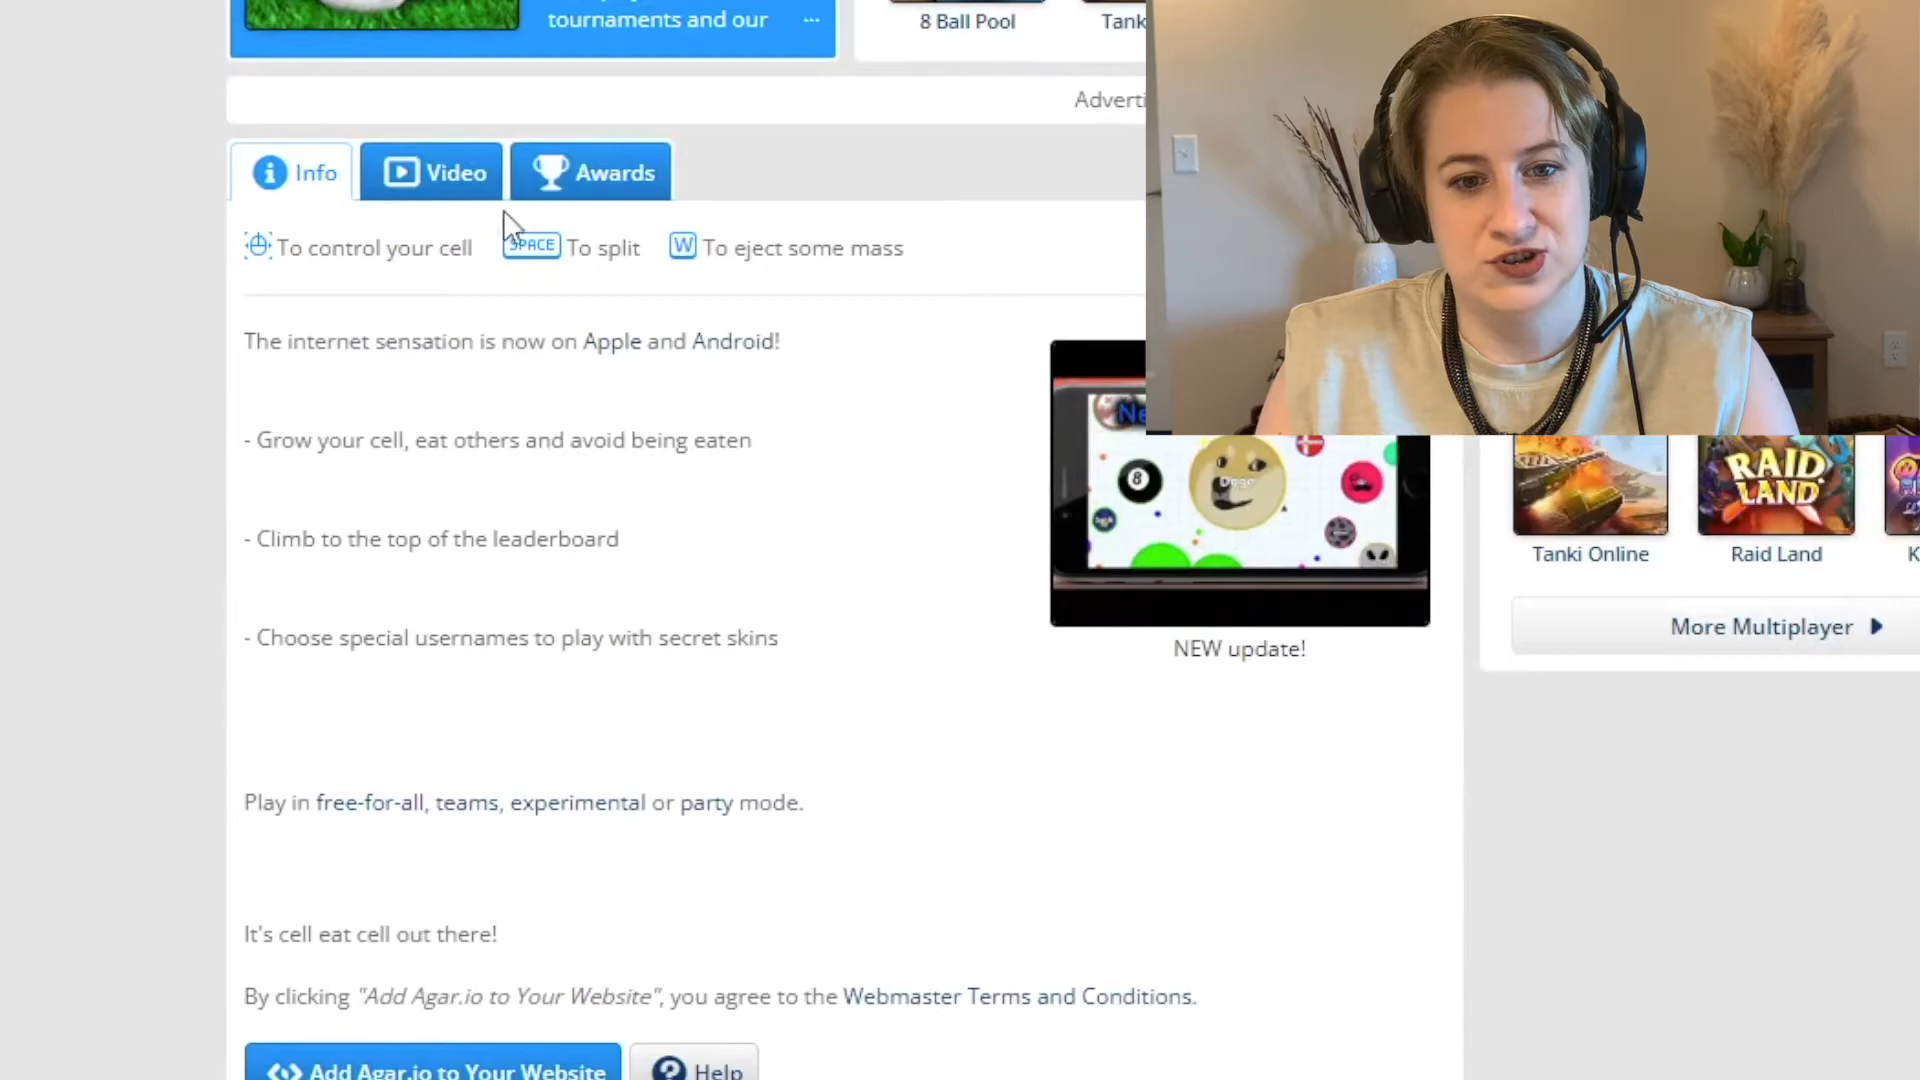 tournaments and our ...
8 Ball Pool
Adverti
Info Video Awards
To control your cell SPACE To split W To eject some mass
The internet sensation is now on Apple and Android!
- Grow your cell, eat others and avoid being eaten
- Climb to the top of the leaderboard
- Choose special usernames to play with secret skins
Ne
8
Doge
NEW update!
RAID
LAND
Tanki Online Raid Land K
More Multiplayer
Play in free-for-all, teams, experimental or party mode.
It's cell eat cell out there!
By clicking "Add Agar.io to Your Website", you agree to the Webmaster Terms and Conditions.
Add Agar.io to Your Website ? Help